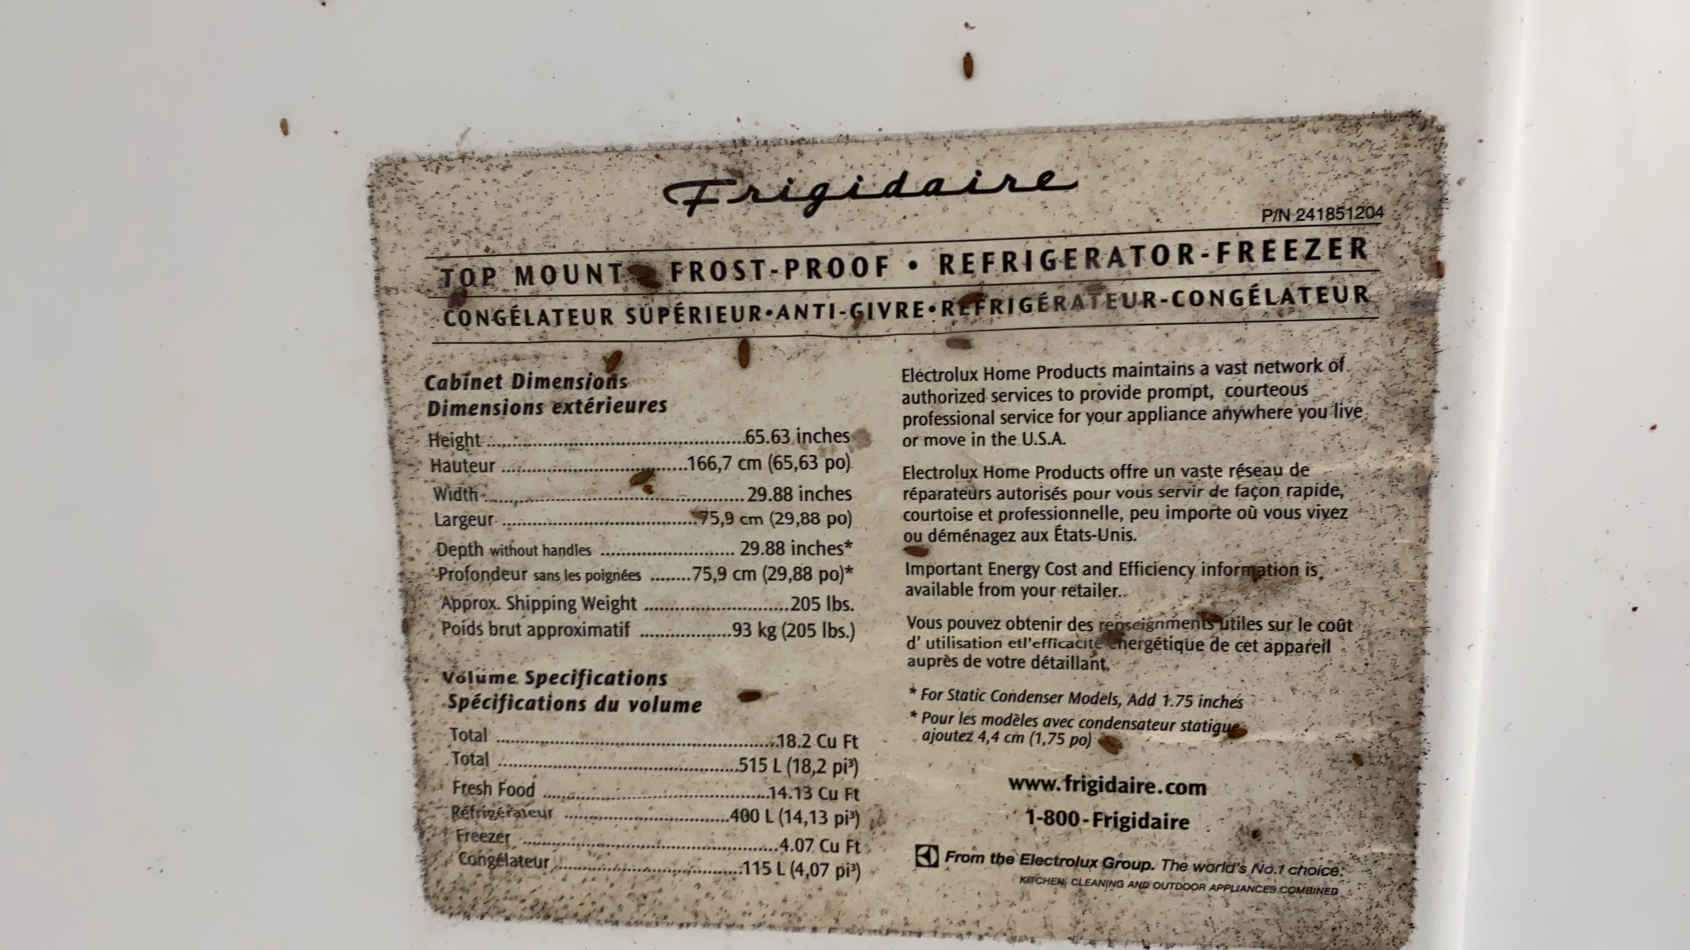 Frigidaire
P/N 241851204
TOP MOUNT • FROST-PROOF • REFRIGERATOR-FREEZER
CONGÉLATEUR SUPÉRIEUR•ANTI-GIVRE•RÉFRIGÉRATEUR-CONGÉLATEUR
Cabinet Dimensions
Dimensions extérieures
Height ................................................65.63 inches
Hauteur ...................................166,7 cm (65,63 po)
Width ................................................ 29.88 inches
Largeur .....................................75,9 cm (29,88 po)
Depth without handles ......................... 29.88 inches*
Profondeur sans les poignées ........75,9 cm (29,88 po)*
Approx. Shipping Weight ...........................205 lbs.
Poids brut approximatif .................93 kg (205 lbs.)
Volume Specifications
Spécifications du volume
Total ....................................................18.2 Cu Ft
Total .............................................515 L (18,2 pi³)
Fresh Food ..........................................14.13 Cu Ft
Réfrigérateur ...............................400 L (14,13 pi³)
Freezer ................................................4.07 Cu Ft
Congélateur ...................................115 L (4,07 pi³)
Electrolux Home Products maintains a vast network of
authorized services to provide prompt, courteous
professional service for your appliance anywhere you live
or move in the U.S.A.
Electrolux Home Products offre un vaste réseau de
réparateurs autorisés pour vous servir de façon rapide,
courtoise et professionnelle, peu importe où vous vivez
ou déménagez aux États-Unis.
Important Energy Cost and Efficiency information is
available from your retailer.
Vous pouvez obtenir des renseignments utiles sur le coût
d' utilisation etl'efficacité énergétique de cet appareil
auprès de votre détaillant.
* For Static Condenser Models, Add 1.75 inches
* Pour les modèles avec condensateur statique
ajoutez 4,4 cm (1,75 po)
www.frigidaire.com
1-800-Frigidaire
From the Electrolux Group. The world's No.1 choice.
KITCHEN, CLEANING AND OUTDOOR APPLIANCES COMBINED